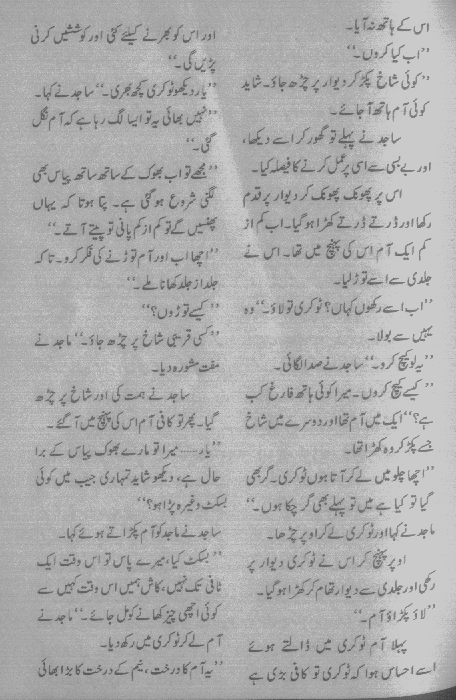 اس کے ہاتھ نہ آیا۔
”اب کیا کروں۔“
”کوئی شاخ پکڑ کر دیوار پر چڑھ جاؤ۔ شاید
کوئی آم ہاتھ آ جائے۔
ساجد نے پہلے تو گھور کر اسے دیکھا،
اور بے بسی سے اسی پر عمل کرنے کا فیصلہ کیا۔
اس پر پھونک پھونک کر دیوار پر قدم
رکھا اور ڈرتے ڈرتے کھڑا ہو گیا۔ اب کم از
کم ایک آم اس کی پہنچ میں تھا۔ اس نے
جلدی سے اسے توڑ لیا۔
”اب اسے رکھوں کہاں؟ ٹوکری تو لاؤ۔“ وہ
یہیں سے بولا۔
”یہ لو کیچ کرو۔“ ساجد نے صدا لگائی۔
”کیسے کیچ کروں۔ میرا کوئی ہاتھ فارغ کب
ہے؟“ ایک میں آم تھا اور دوسرے میں شاخ
جسے پکڑ کر وہ کھڑا تھا۔
”اچھا چلو میں لے کر آتا ہوں ٹوکری۔ گر بھی
گیا تو کیا ہے میں تو پہلے بھی گر چکا ہوں۔“
ماجد نے کہا اور ٹوکری لے کر اوپر چڑھا۔
اوپر پہنچ کر اس نے ٹوکری دیوار پر
رکھی اور جلدی سے دیوار تھام کر کھڑا ہو گیا۔
”لاؤ پکڑاؤ آم۔“
پہلا آم ٹوکری میں ڈالتے ہوئے
اسے احساس ہوا کہ ٹوکری تو کافی بڑی ہے
اور اس کو بھرنے کیلئے کئی اور کوششیں کرنی
پڑیں گی۔“
”یار دیکھو ٹوکری کچھ بھری۔“ ساجد نے کہا۔
”نہیں بھائی یہ تو ایسا لگ رہا ہے کہ آم نگل
گئی۔“
”مجھے تو اب بھوک کے ساتھ ساتھ پیاس بھی
لگنی شروع ہو گئی ہے۔ پتا ہوتا کہ یہاں
پھنسیں گے تو کم از کم پانی تو پیتے آتے۔“
”اچھا اب اور آم توڑنے کی فکر کرو۔ تاکہ
جلد از جلد کھانا ملے۔“
”کیسے توڑوں؟“
”کسی قریبی شاخ پر چڑھ جاؤ۔“ ماجد نے
مفت مشورہ دیا۔
ساجد نے ہمت کی اور شاخ پر چڑھ
گیا۔ پھر تو کافی آم اس کی پہنچ میں آ گئے۔
”یار...... میرا تو مارے بھوک پیاس کے برا
حال ہے، دیکھو شاید تمہاری جیب میں کوئی
بسکٹ وغیرہ پڑا ہو؟“
ساجد نے ماجد کو آم پکڑاتے ہوئے کہا۔
”بسکٹ کیا، میرے پاس تو اس وقت ایک
ٹافی تک نہیں، کاش ہمیں اس وقت کہیں سے
کوئی اچھی چیز کھانے کو مل جائے۔“ ماجد نے
آم لے کر ٹوکری میں رکھ دیا۔
”یہ آم کا درخت، نیم کے درخت کا بڑا بھائی